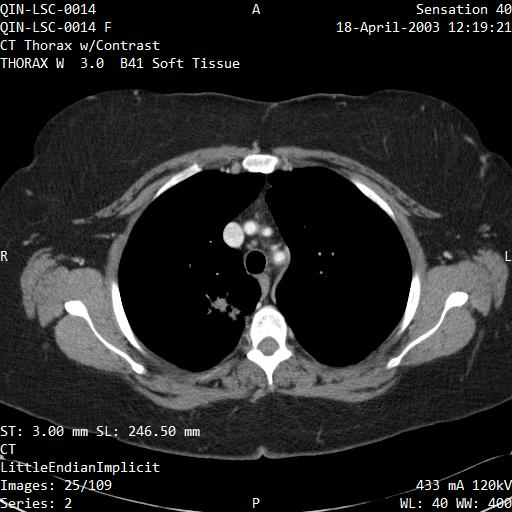 QIN-LSC-0014
A
Sensation 40
QIN-LSC-0014 F
18-April-2003 12:19:21
CT Thorax w/Contrast
THORAX W 3.0 B41 Soft Tissue
R
L
ST: 3.00 mm SL: 246.50 mm
CT
LittleEndianImplicit
Images: 25/109
433 mA 120kV
Series: 2
P
WL: 40 WW: 400